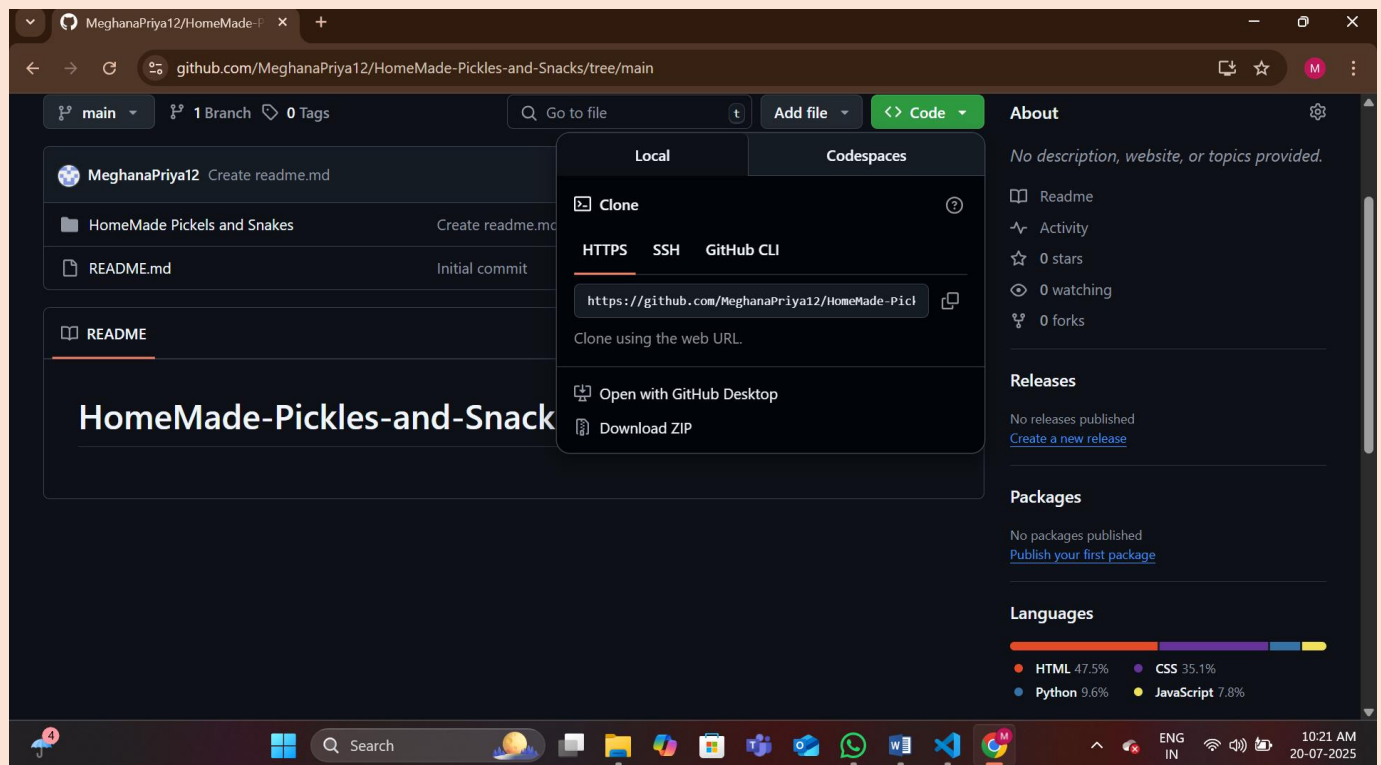 MeghanaPriya12/HomeMade-P
github.com/MeghanaPriya12/HomeMade-Pickles-and-Snacks/tree/main
M
main
1 Branch
0 Tags
Go to file
t
Add file
Code
MeghanaPriya12 Create readme.md
HomeMade Pickels and Snakes
Create readme.md
README.md
Initial commit
README
HomeMade-Pickles-and-Snack
Local
Codespaces
Clone
HTTPS
SSH
GitHub CLI
https://github.com/MeghanaPriya12/HomeMade-Pick
Clone using the web URL.
Open with GitHub Desktop
Download ZIP
About
No description, website, or topics provided.
Readme
Activity
0 stars
0 watching
0 forks
Releases
No releases published
Create a new release
Packages
No packages published
Publish your first package
Languages
HTML 47.5%
CSS 35.1%
Python 9.6%
JavaScript 7.8%
4
Search
M
ENG
IN
10:21 AM
20-07-2025